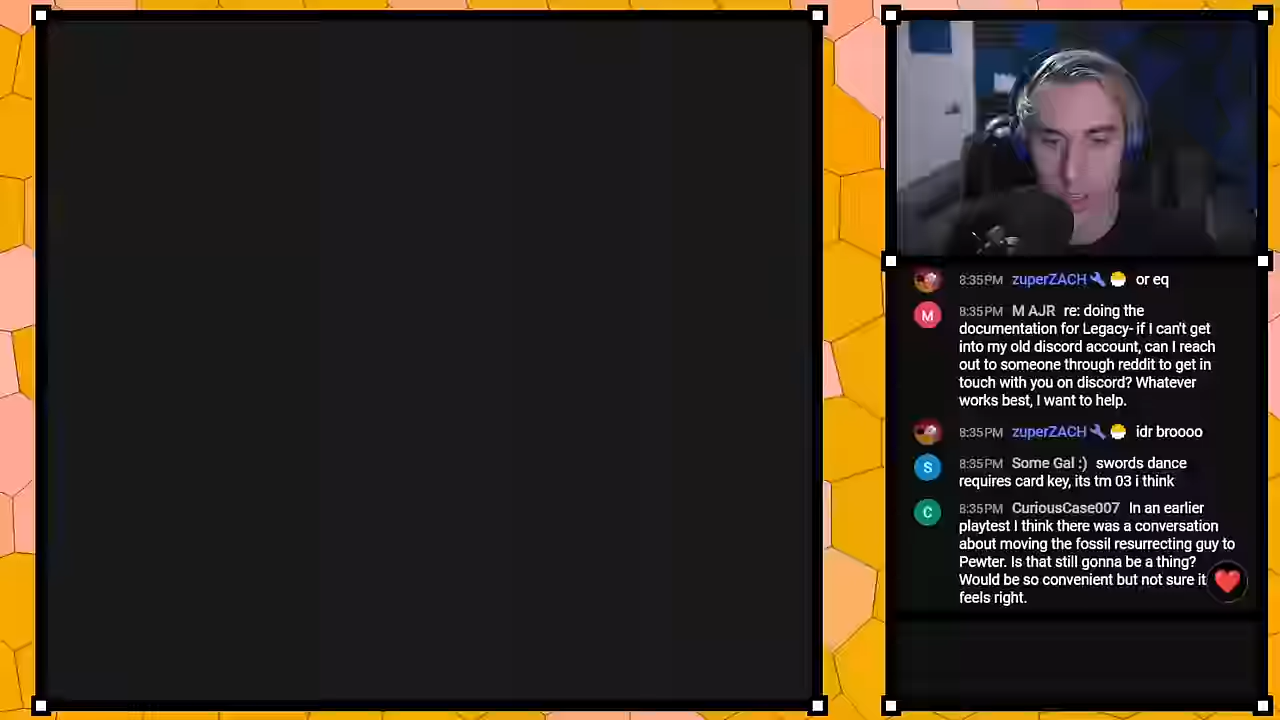 8:35PM zuperZACH or eq
M 8:35PM M AJR re: doing the
documentation for Legacy- if I can't get
into my old discord account, can I reach
out to someone through reddit to get in
touch with you on discord? Whatever
works best, I want to help.
8:35PM zuperZACH idr broooo
S 8:35PM Some Gal :) swords dance
requires card key, its tm 03 i think
C 8:35PM CuriousCase007 In an earlier
playtest I think there was a conversation
about moving the fossil resurrecting guy to
Pewter. Is that still gonna be a thing?
Would be so convenient but not sure it
feels right.